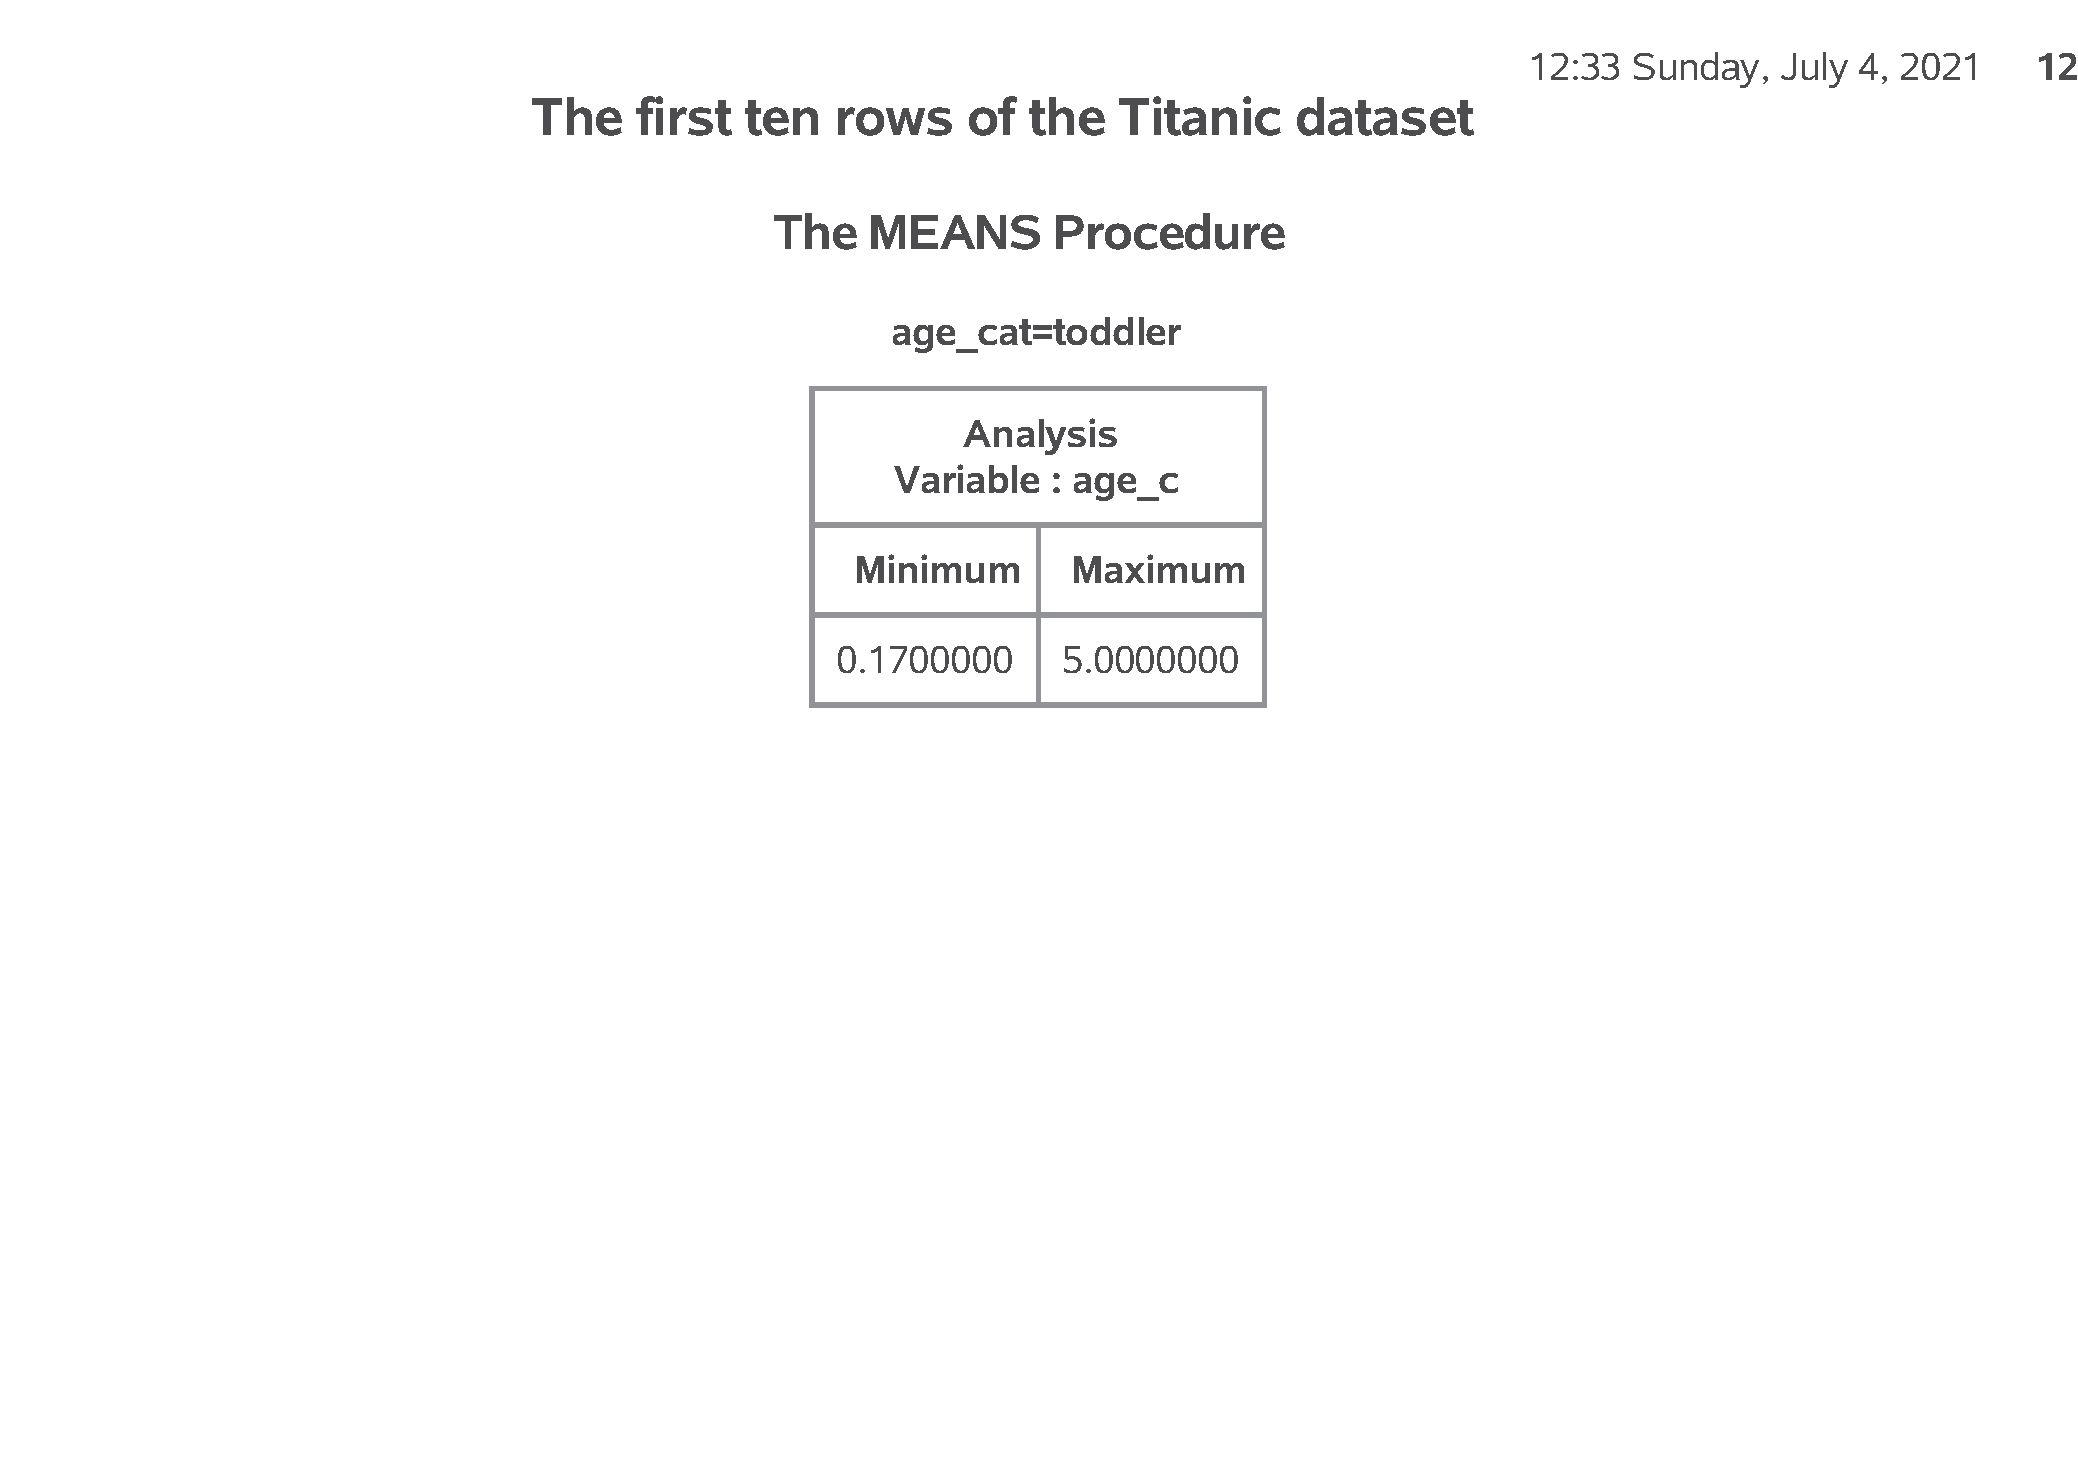 12:33 Sunday, July 4, 2021 12
The first ten rows of the Titanic dataset
The MEANS Procedure
age_cat=toddler
Analysis
Variable : age_c
Minimum Maximum
0.1700000 5.0000000